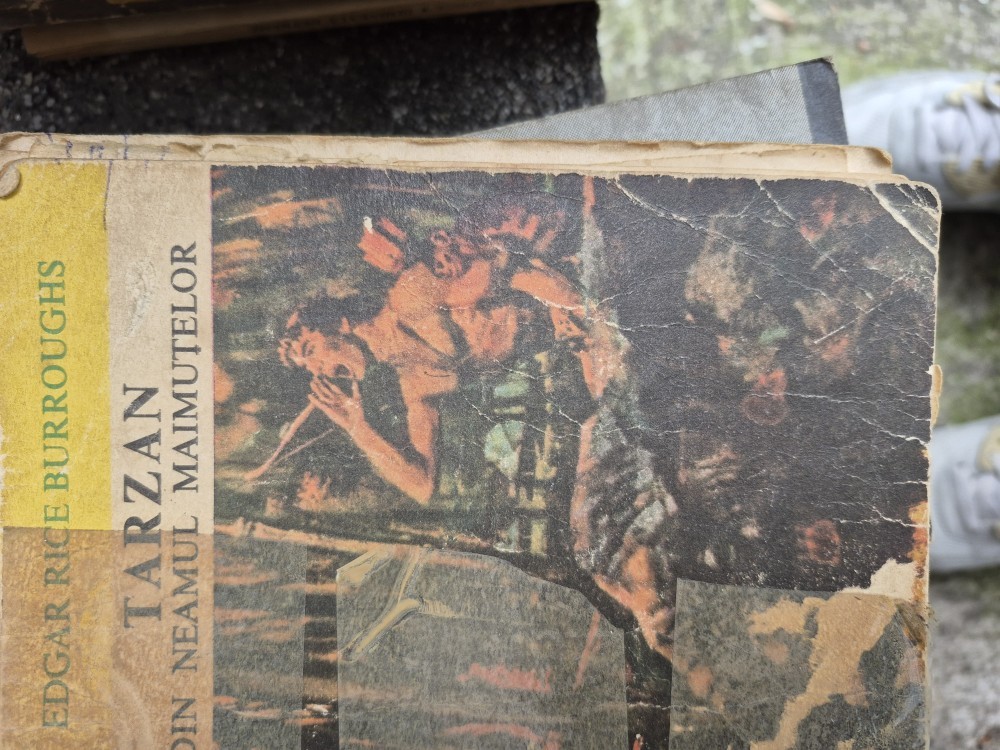 EDGAR RICE BURROUGHS
TARZAN
DIN NEAMUL MAIMUȚELOR